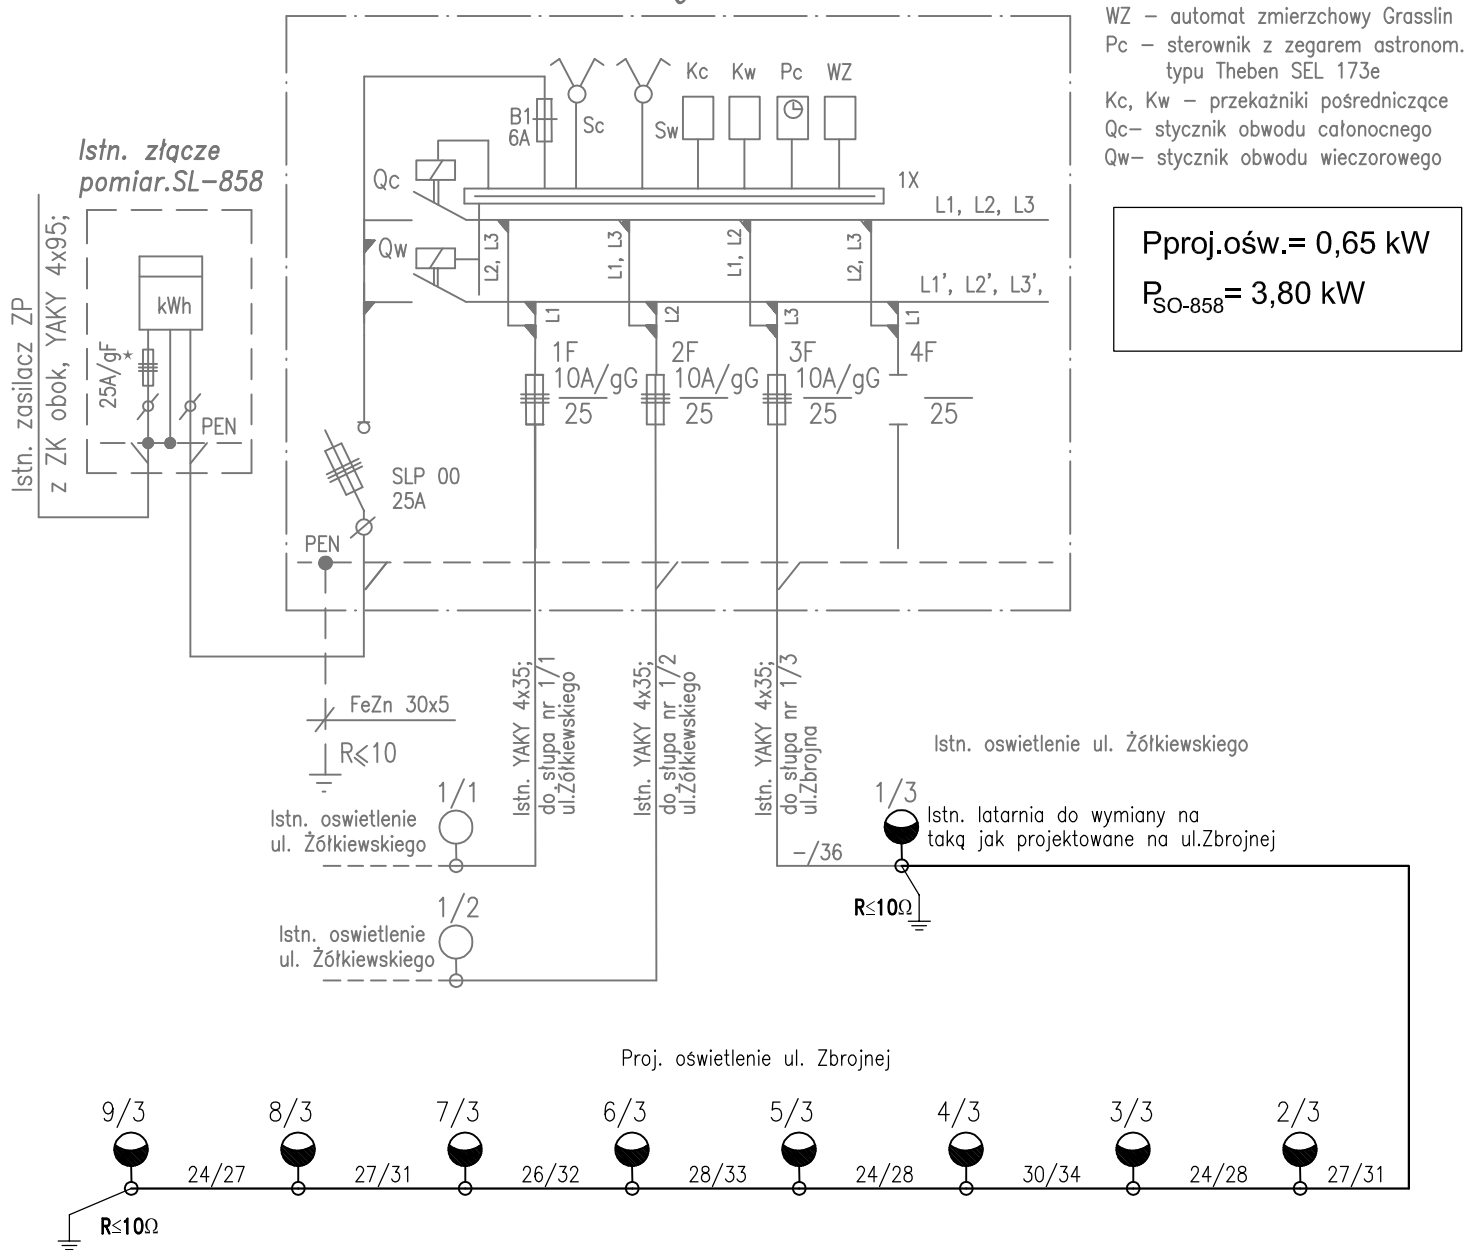 WZ – automat zmierzchowy Grasslin
Pc – sterownik z zegarem astronom.
typu Theben SEL 173e
Kc, Kw – przekaźniki pośredniczące
Qc– stycznik obwodu całonocnego
Qw– stycznik obwodu wieczorowego
Pproj.ośw.= 0,65 kW
PSO-858= 3,80 kW
Istn. złącze
pomiar.SL–858
Istn. zasilacz ZP
z ZK obok, YAKY 4x95;
kWh
25A/gF*
PEN
B1
6A
Sc
Sw
Kc
Kw
Pc
WZ
1X
Qc
Qw
L1, L2, L3
L1', L2', L3',
L2, L3
L1, L3
L1, L2
L2, L3
L1
L2
L3
L1
1F
10A/gG
25
2F
10A/gG
25
3F
10A/gG
25
4F
25
SLP 00
25A
PEN
FeZn 30x5
R≤10
Istn. YAKY 4x35;
do słupa nr 1/1
ul.Żółkiewskiego
Istn. YAKY 4x35;
do słupa nr 1/2
ul.Żółkiewskiego
Istn. YAKY 4x35;
do słupa nr 1/3
ul.Zbrojna
Istn. oswietlenie ul. Żółkiewskiego
1/1
Istn. oswietlenie
ul. Żółkiewskiego
1/3
Istn. latarnia do wymiany na
taką jak projektowane na ul.Zbrojnej
–/36
R≤10Ω
1/2
Istn. oswietlenie
ul. Żółkiewskiego
Proj. oświetlenie ul. Zbrojnej
9/3
8/3
7/3
6/3
5/3
4/3
3/3
2/3
24/27
27/31
26/32
28/33
24/28
30/34
24/28
27/31
R≤10Ω